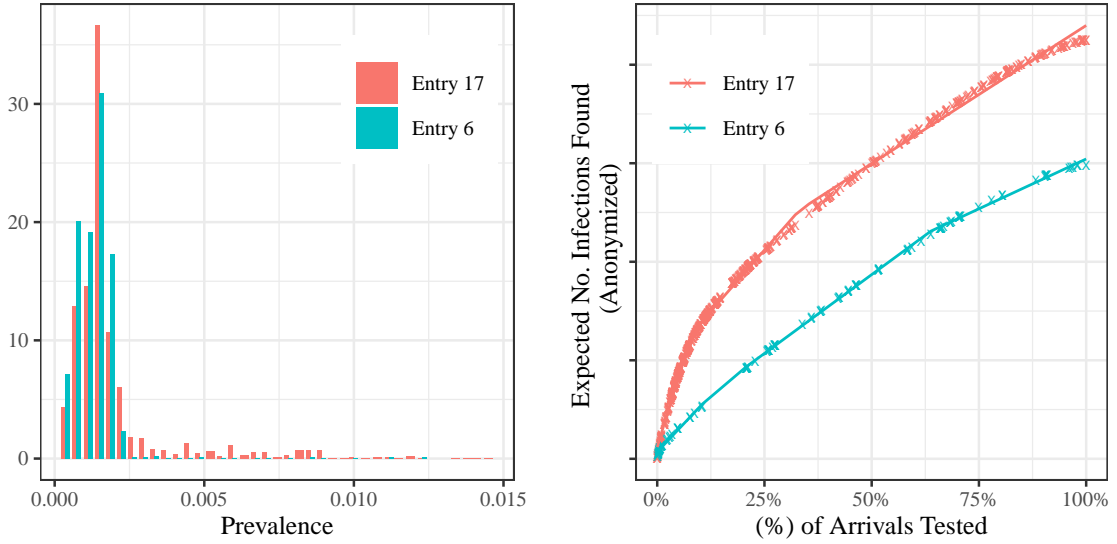 30
20
10
0
0.000
0.005
0.010
0.015
Prevalence
Entry 17
Entry 6
Expected No. Infections Found
(Anonymized)
Entry 17
Entry 6
0%
25%
50%
75%
100%
(%) of Arrivals Tested